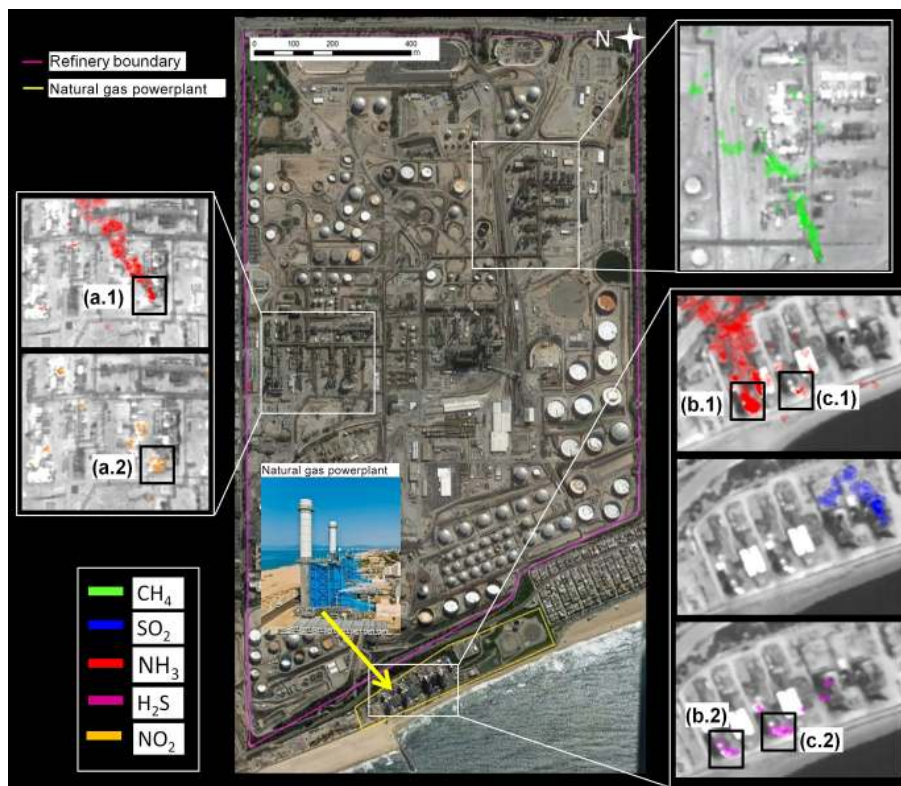 Refinery boundary
Natural gas powerplant
0 100 200 400
m
N
(a.1)
(a.2)
(b.1)
(c.1)
Natural gas powerplant
CH4
SO2
NH3
H2S
NO2
(b.2)
(c.2)